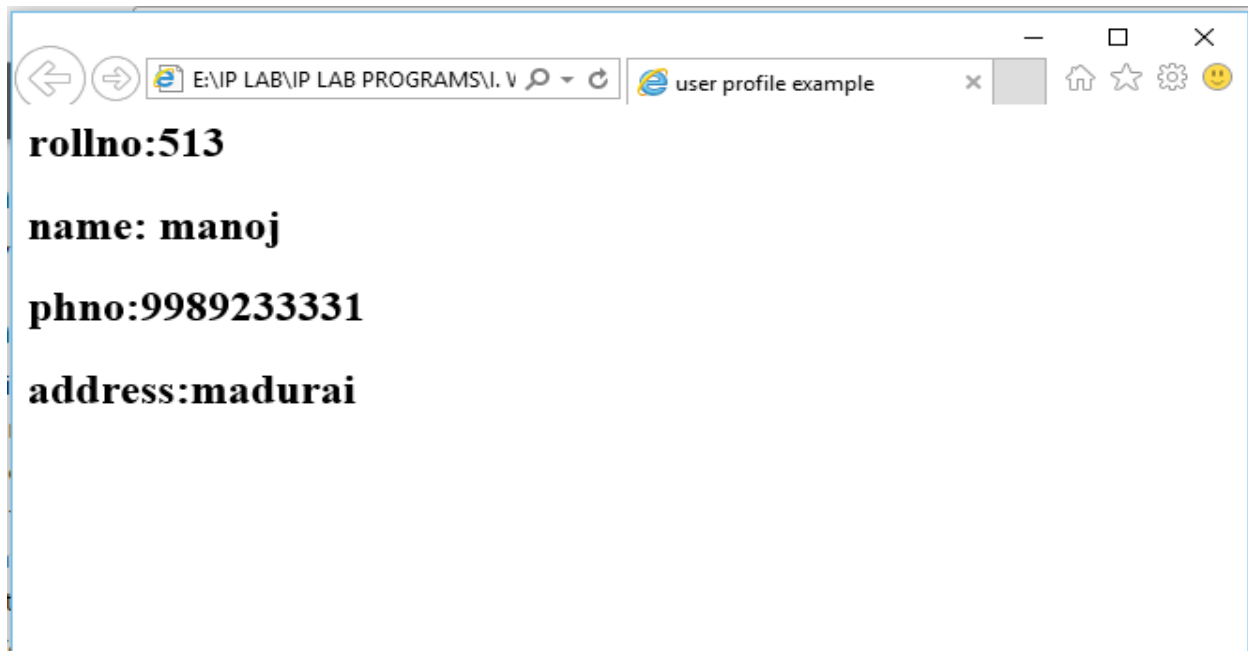 E:\IP LAB\IP LAB PROGRAMS\I. V
user profile example
rollno:513
name: manoj
phno:9989233331
address:madurai